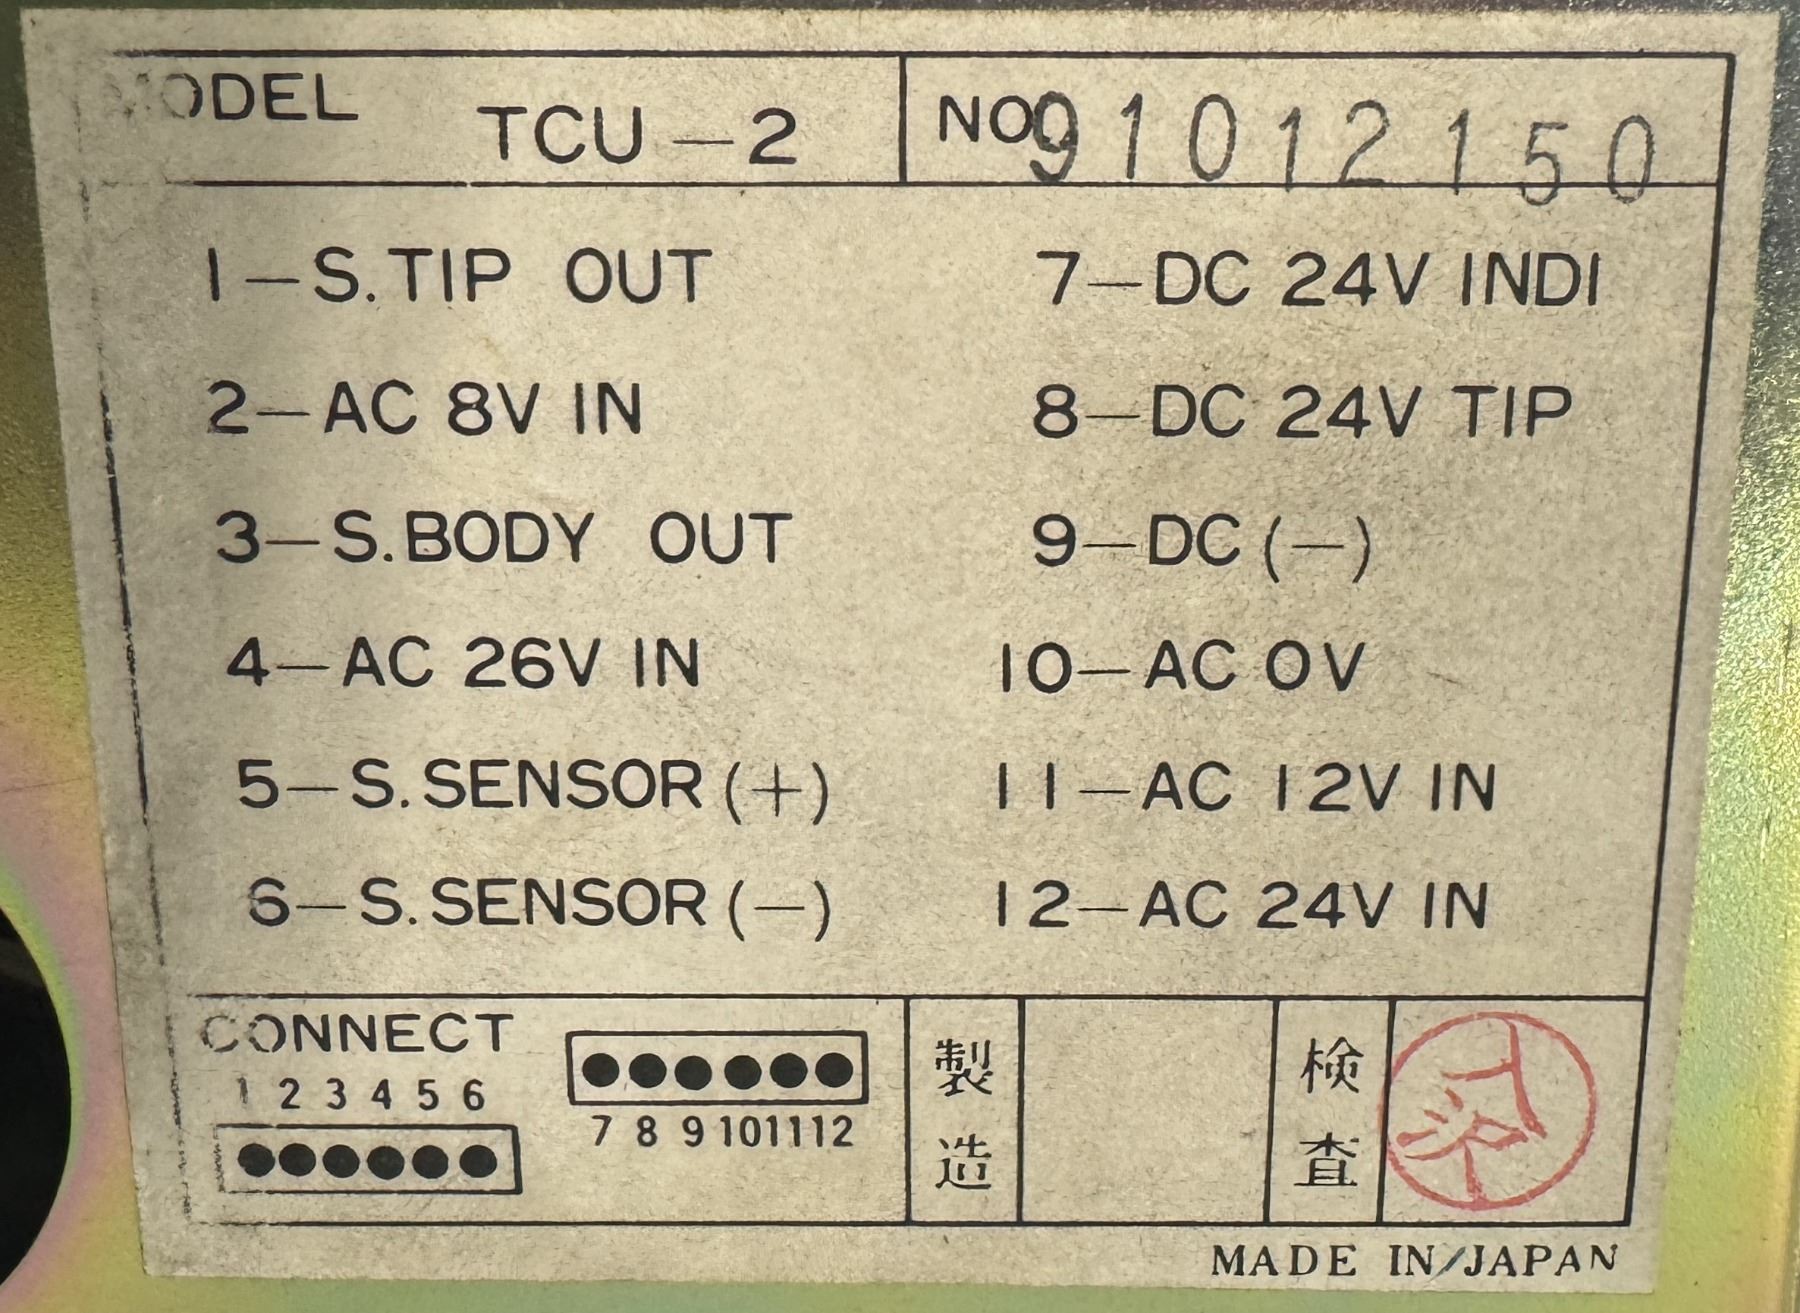 MODEL TCU-2 NO 91012150
1-S.TIP OUT
2-AC 8V IN
3-S.BODY OUT
4-AC 26V IN
5-S.SENSOR(+)
6-S.SENSOR(-)
7-DC 24V INDI
8-DC 24V TIP
9-DC(-)
10-AC 0V
11-AC 12V IN
12-AC 24V IN
CONNECT
1 2 3 4 5 6
7 8 9 10 11 12
製造
検査
MADE IN JAPAN